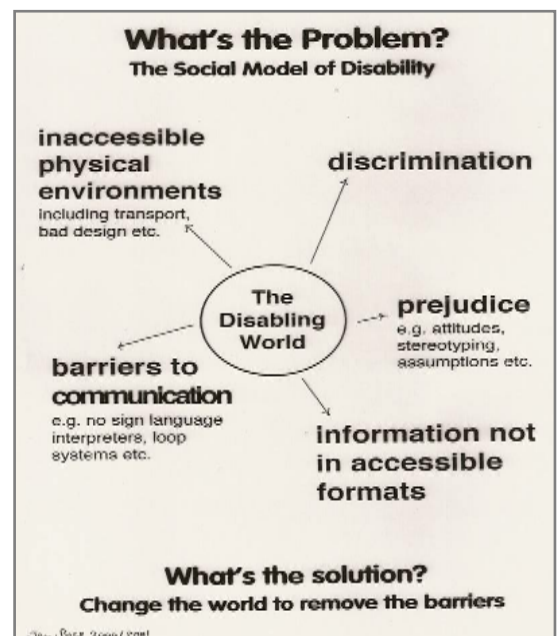 What's the Problem?
The Social Model of Disability
inaccessible
physical
environments
including transport,
bad design etc.
discrimination
The
Disabling
World
prejudice
e.g. attitudes,
stereotyping,
assumptions etc.
barriers to
communication
e.g. no sign language
interpreters, loop
systems etc.
information not
in accessible
formats
What's the solution?
Change the world to remove the barriers